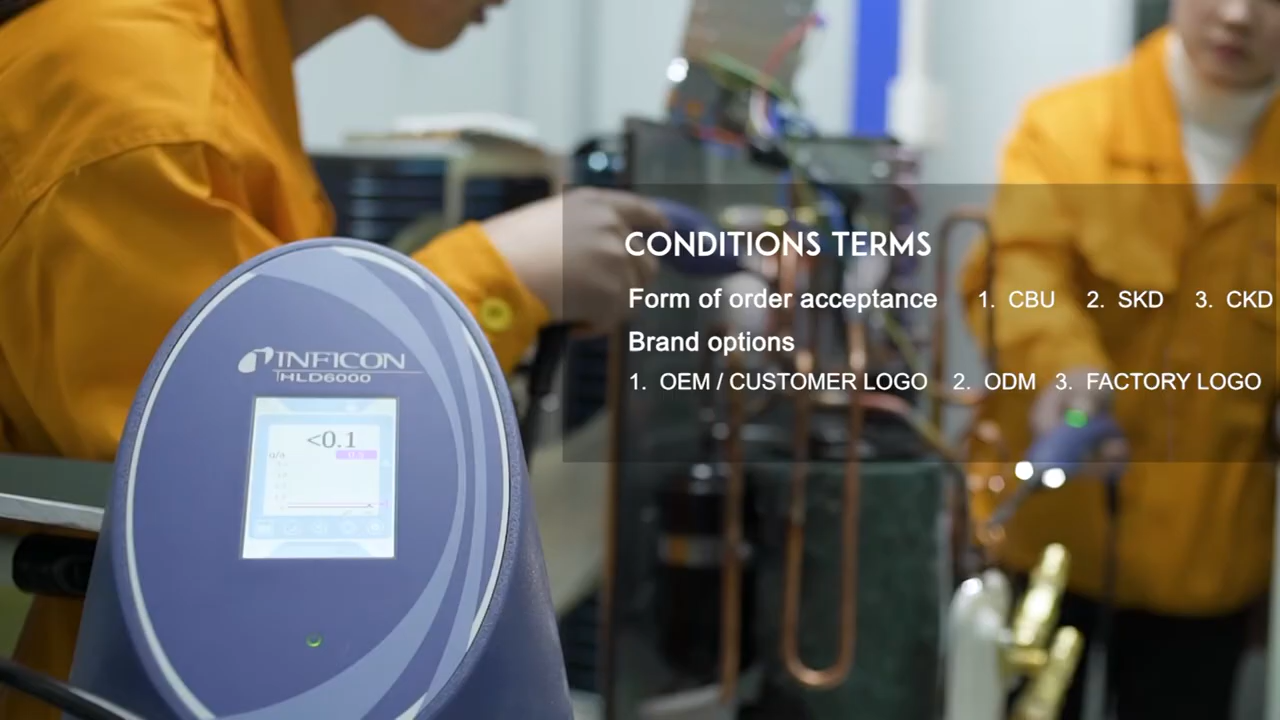 INFICON
HLD6000
<0.1
g/a
CONDITIONS TERMS
Form of order acceptance 1. CBU 2. SKD 3. CKD
Brand options
1. OEM / CUSTOMER LOGO 2. ODM 3. FACTORY LOGO